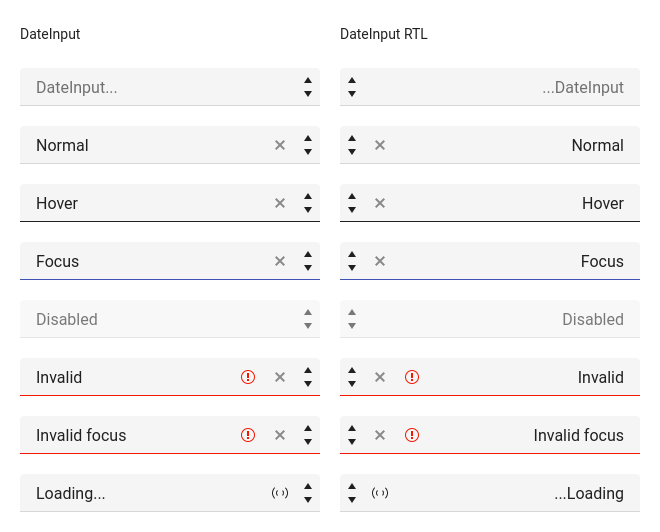 DateInput
DateInput RTL
DateInput...
...DateInput
Normal
Normal
Hover
Hover
Focus
Focus
Disabled
Disabled
Invalid
Invalid
Invalid focus
Invalid focus
Loading...
...Loading